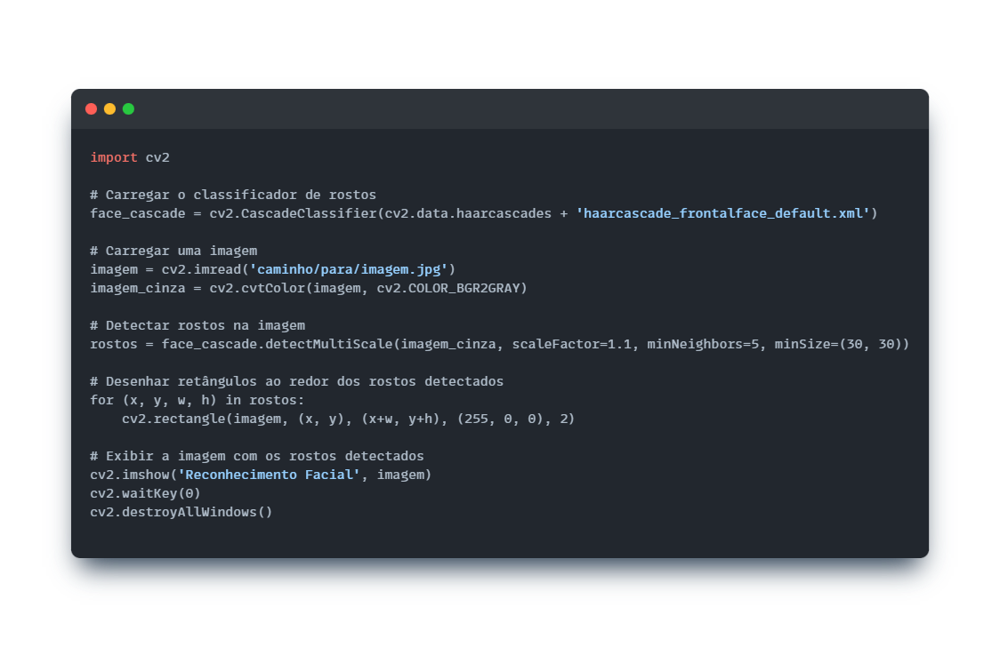 import cv2
# Carregar o classificador de rostos
face_cascade = cv2.CascadeClassifier(cv2.data.haarcascades + 'haarcascade_frontalface_default.xml')
# Carregar uma imagem
imagem = cv2.imread('caminho/para/imagem.jpg')
imagem_cinza = cv2.cvtColor(imagem, cv2.COLOR_BGR2GRAY)
# Detectar rostos na imagem
rostos = face_cascade.detectMultiScale(imagem_cinza, scaleFactor=1.1, minNeighbors=5, minSize=(30, 30))
# Desenhar retângulos ao redor dos rostos detectados
for (x, y, w, h) in rostos:
    cv2.rectangle(imagem, (x, y), (x+w, y+h), (255, 0, 0), 2)
# Exibir a imagem com os rostos detectados
cv2.imshow('Reconhecimento Facial', imagem)
cv2.waitKey(0)
cv2.destroyAllWindows()